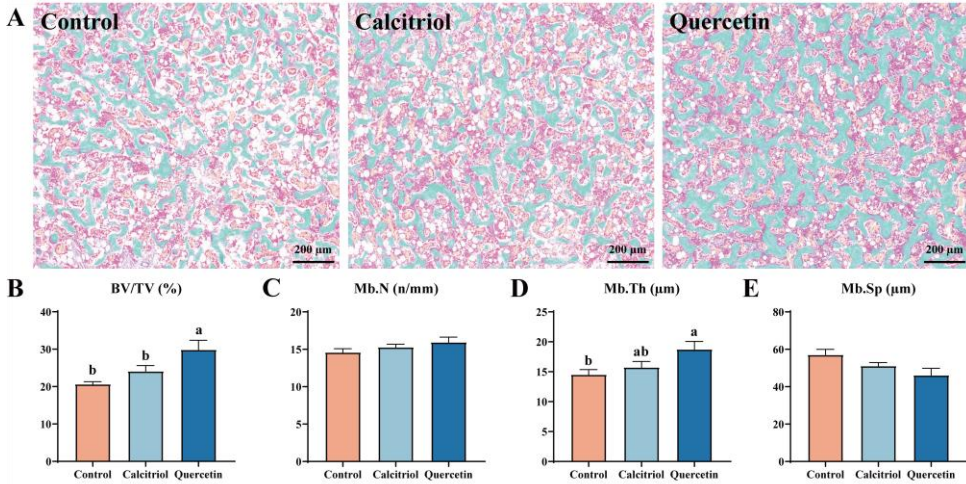 A Control Calcitriol Quercetin
200 μm 200 μm 200 μm
B BV/TV (%) C Mb.N (n/mm) D Mb.Th (μm) E Mb.Sp (μm)
40
30
20
10
0
b b a
Control Calcitriol Quercetin
20
15
10
5
0
Control Calcitriol Quercetin
25
20
15
10
5
0
b ab a
Control Calcitriol Quercetin
80
60
40
20
0
Control Calcitriol Quercetin